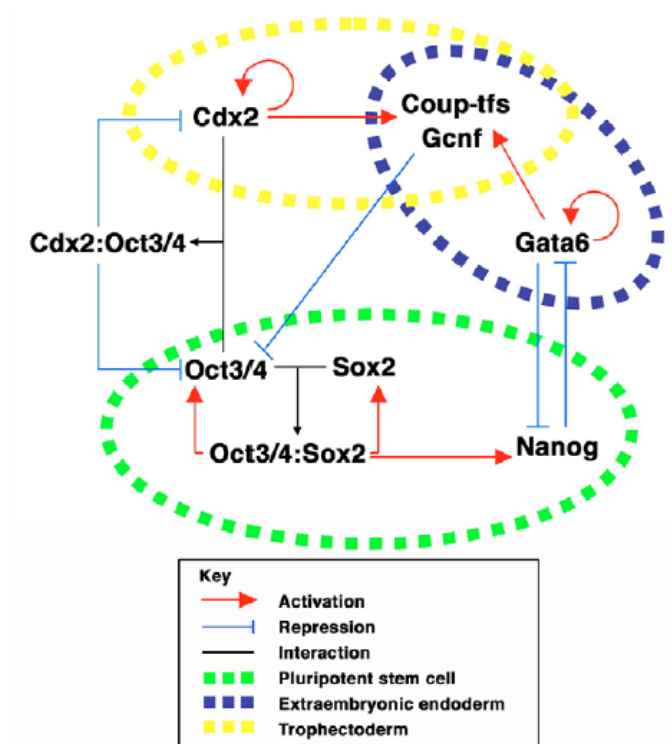 Cdx2
Coup-tfs
Gcnf
Cdx2:Oct3/4
Gata6
Oct3/4
Sox2
Oct3/4:Sox2
Nanog
Key
Activation
Repression
Interaction
Pluripotent stem cell
Extraembryonic endoderm
Trophectoderm